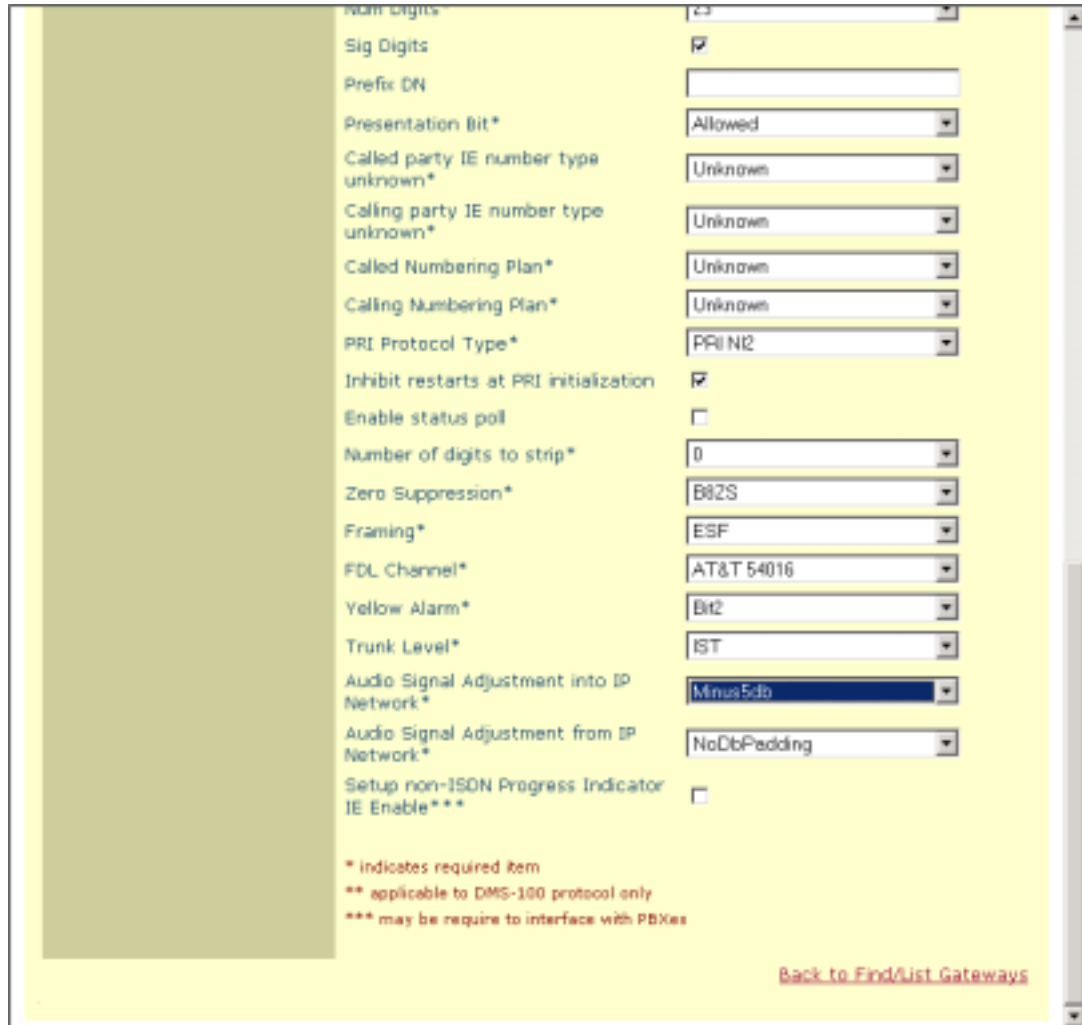 Num Digits* 23
Sig Digits
Prefix DN
Presentation Bit* Allowed
Called party IE number type
unknown* Unknown
Calling party IE number type
unknown* Unknown
Called Numbering Plan* Unknown
Calling Numbering Plan* Unknown
PRI Protocol Type* PRI NI2
Inhibit restarts at PRI initialization
Enable status poll
Number of digits to strip* 0
Zero Suppression* B8ZS
Framing* ESF
FDL Channel* AT&T 54016
Yellow Alarm* Bit2
Trunk Level* IST
Audio Signal Adjustment into IP
Network* Minus5db
Audio Signal Adjustment from IP
Network* NoDbPadding
Setup non-ISDN Progress Indicator
IE Enable***
* indicates required item
** applicable to DMS-100 protocol only
*** may be require to interface with PBXes
Back to Find/List Gateways